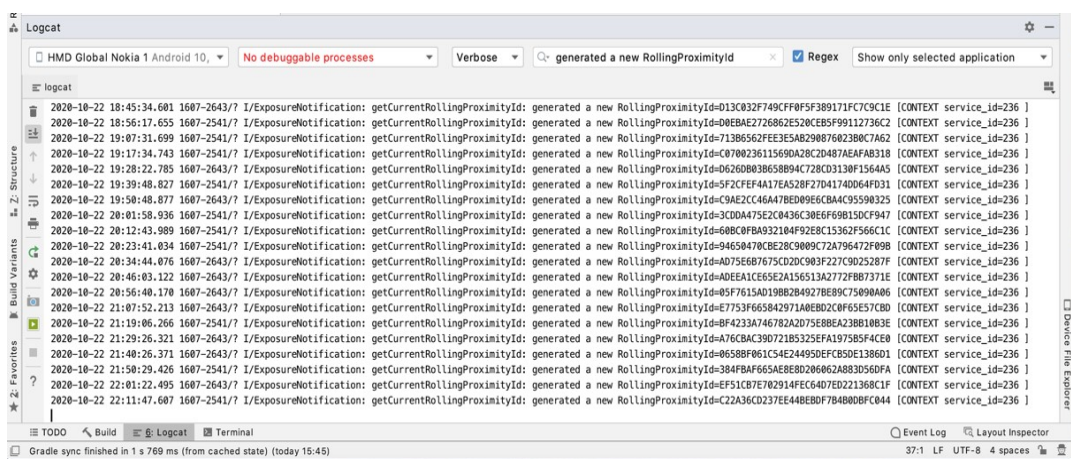 Logcat
HMD Global Nokia 1 Android 10, No debuggable processes Verbose generated a new RollingProximityId Regex Show only selected application
logcat
2020-10-22 18:45:34.601 1607-2643/? I/ExposureNotification: getCurrentRollingProximityId: generated a new RollingProximityId=D13C032F749CFF0F5F389171FC7C9C1E [CONTEXT service_id=236 ]
2020-10-22 18:56:17.655 1607-2541/? I/ExposureNotification: getCurrentRollingProximityId: generated a new RollingProximityId=D0EBAE2726862E520CEB5F99112736C2 [CONTEXT service_id=236 ]
2020-10-22 19:07:31.699 1607-2541/? I/ExposureNotification: getCurrentRollingProximityId: generated a new RollingProximityId=713B6562FEE3E5AB290876023B0C7A62 [CONTEXT service_id=236 ]
2020-10-22 19:17:34.743 1607-2541/? I/ExposureNotification: getCurrentRollingProximityId: generated a new RollingProximityId=C070023611569DA28C2D487AEAFAB318 [CONTEXT service_id=236 ]
2020-10-22 19:28:22.785 1607-2541/? I/ExposureNotification: getCurrentRollingProximityId: generated a new RollingProximityId=D626DB03B658B94C728CD3130F1564A5 [CONTEXT service_id=236 ]
2020-10-22 19:39:48.827 1607-2541/? I/ExposureNotification: getCurrentRollingProximityId: generated a new RollingProximityId=5F2CFEF4A17EA528F27D4174DD64FD31 [CONTEXT service_id=236 ]
2020-10-22 19:50:48.877 1607-2541/? I/ExposureNotification: getCurrentRollingProximityId: generated a new RollingProximityId=C9AE2CC46A47BED09E6CBA4C95590325 [CONTEXT service_id=236 ]
2020-10-22 20:01:58.936 1607-2541/? I/ExposureNotification: getCurrentRollingProximityId: generated a new RollingProximityId=3CDDA475E2C0436C30E6F69B15DCF947 [CONTEXT service_id=236 ]
2020-10-22 20:12:43.989 1607-2541/? I/ExposureNotification: getCurrentRollingProximityId: generated a new RollingProximityId=60BC0FBA932104F92E8C15362F566C1C [CONTEXT service_id=236 ]
2020-10-22 20:23:41.034 1607-2541/? I/ExposureNotification: getCurrentRollingProximityId: generated a new RollingProximityId=94650470CBE28C9009C72A796472F09B [CONTEXT service_id=236 ]
2020-10-22 20:34:44.076 1607-2541/? I/ExposureNotification: getCurrentRollingProximityId: generated a new RollingProximityId=AD75E6B7675CD2DC903F227C9D25287F [CONTEXT service_id=236 ]
2020-10-22 20:46:03.122 1607-2643/? I/ExposureNotification: getCurrentRollingProximityId: generated a new RollingProximityId=ADEEA1CE65E2A156513A2772FBB7371E [CONTEXT service_id=236 ]
2020-10-22 20:56:40.170 1607-2643/? I/ExposureNotification: getCurrentRollingProximityId: generated a new RollingProximityId=05F7615AD19BB2B4927BE89C75090A06 [CONTEXT service_id=236 ]
2020-10-22 21:07:52.213 1607-2643/? I/ExposureNotification: getCurrentRollingProximityId: generated a new RollingProximityId=E7753F665842971A0EBD2C0F65E57CBD [CONTEXT service_id=236 ]
2020-10-22 21:19:06.266 1607-2541/? I/ExposureNotification: getCurrentRollingProximityId: generated a new RollingProximityId=BF4233A746782A2D75E8BEA23BB10B3E [CONTEXT service_id=236 ]
2020-10-22 21:29:26.321 1607-2643/? I/ExposureNotification: getCurrentRollingProximityId: generated a new RollingProximityId=A76CBAC39D721B5325EFA1975B5F4CE0 [CONTEXT service_id=236 ]
2020-10-22 21:40:26.371 1607-2643/? I/ExposureNotification: getCurrentRollingProximityId: generated a new RollingProximityId=0658BF061C54E24495DEFCB5DE1386D1 [CONTEXT service_id=236 ]
2020-10-22 21:50:29.426 1607-2541/? I/ExposureNotification: getCurrentRollingProximityId: generated a new RollingProximityId=384FBAF665AE8E8D206062A883D56DFA [CONTEXT service_id=236 ]
2020-10-22 22:01:22.495 1607-2643/? I/ExposureNotification: getCurrentRollingProximityId: generated a new RollingProximityId=EF51CB7E702914FEC64D7ED221368C1F [CONTEXT service_id=236 ]
2020-10-22 22:11:47.607 1607-2541/? I/ExposureNotification: getCurrentRollingProximityId: generated a new RollingProximityId=C22A36CD237EE44BEBDF7B4B0DBFC044 [CONTEXT service_id=236 ]
Z: Structure
Build Variants
2: Favorites
Device File Explorer
TODO Build 6: Logcat Terminal Event Log Layout Inspector
Gradle sync finished in 1 s 769 ms (from cached state) (today 15:45) 37:1 LF UTF-8 4 spaces